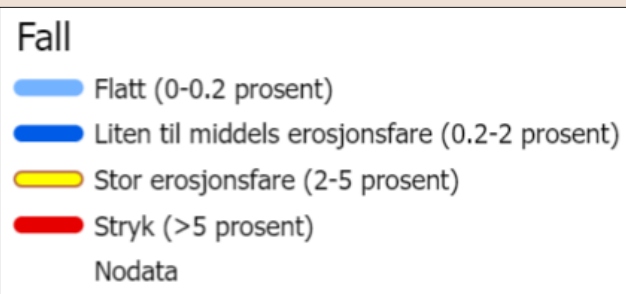 Fall
Flatt (0-0.2 prosent)
Liten til middels erosjonsfare (0.2-2 prosent)
Stor erosjonsfare (2-5 prosent)
Stryk (>5 prosent)
Nodata